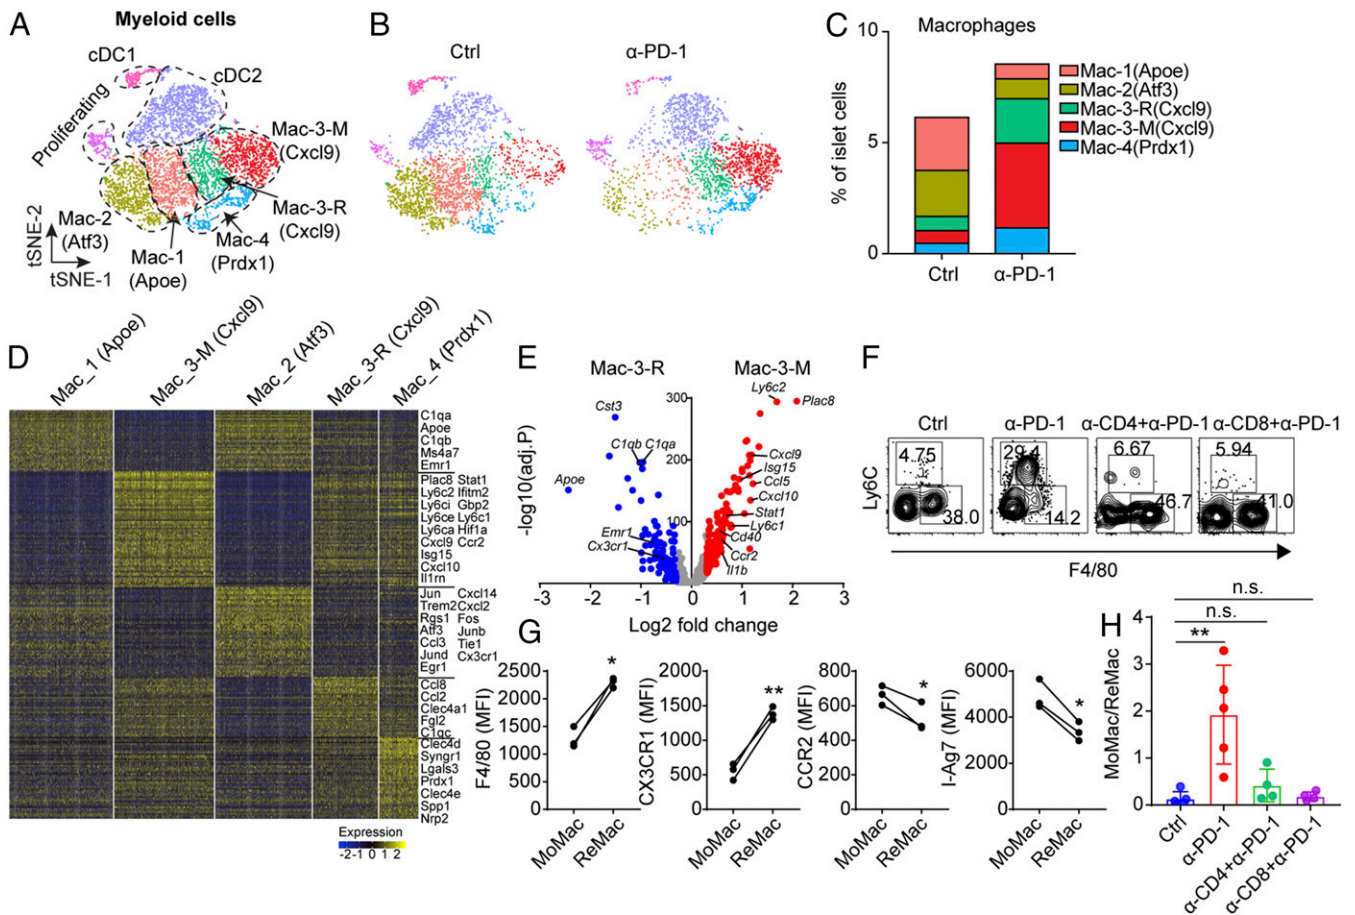 A
Myeloid cells
cDC1
cDC2
Proliferating
Mac-3-M
(Cxcl9)
Mac-3-R
(Cxcl9)
Mac-4
(Prdx1)
Mac-2
(Atf3)
Mac-1
(Apoe)
tSNE-2
tSNE-1
B
Ctrl
α-PD-1
C
Macrophages
% of islet cells
10
5
0
Ctrl
α-PD-1
Mac-1(Apoe)
Mac-2(Atf3)
Mac-3-R(Cxcl9)
Mac-3-M(Cxcl9)
Mac-4(Prdx1)
D
Mac_1 (Apoe)
Mac_3-M (Cxcl9)
Mac_2 (Atf3)
Mac_3-R (Cxcl9)
Mac_4 (Prdx1)
C1qa
Apoe
C1qb
Ms4a7
Emr1
Plac8 Stat1
Ly6c2 Ifitm2
Ly6ci Gbp2
Ly6ce Ly6c1
Ly6ca Hif1a
Cxcl9 Ccr2
Isg15
Cxcl10
Il1rn
Jun Cxcl14
Trem2 Cxcl2
Rgs1 Fos
Atf3 Junb
Ccl3 Tie1
Jund Cx3cr1
Egr1
Ccl8
Ccl2
Clec4a1
Fgl2
C1qc
Clec4d
Syngr1
Lgals3
Prdx1
Clec4e
Spp1
Nrp2
Expression
-2 -1 0 1 2
E
Mac-3-R
Mac-3-M
-log10(adj.P)
300
200
100
Ly6c2
Plac8
Cst3
C1qb C1qa
Apoe
Emr1
Cx3cr1
Cxcl9
Isg15
Ccl5
Cxcl10
Stat1
Ly6c1
Cd40
Ccr2
Il1b
-3 -2 -1 0 1 2 3
Log2 fold change
F
Ctrl
α-PD-1
α-CD4+α-PD-1
α-CD8+α-PD-1
Ly6C
4.75
38.0
29.4
14.2
6.67
46.7
5.94
41.0
F4/80
G
F4/80 (MFI)
2500
2000
1500
1000
500
0
*
MoMac
ReMac
CX3CR1 (MFI)
2000
1500
1000
500
0
**
MoMac
ReMac
CCR2 (MFI)
800
600
400
200
0
*
MoMac
ReMac
I-Ag7 (MFI)
6000
4000
2000
0
*
MoMac
ReMac
H
MoMac/ReMac
4
3
2
1
0
n.s.
n.s.
**
Ctrl
α-PD-1
α-CD4+α-PD-1
α-CD8+α-PD-1